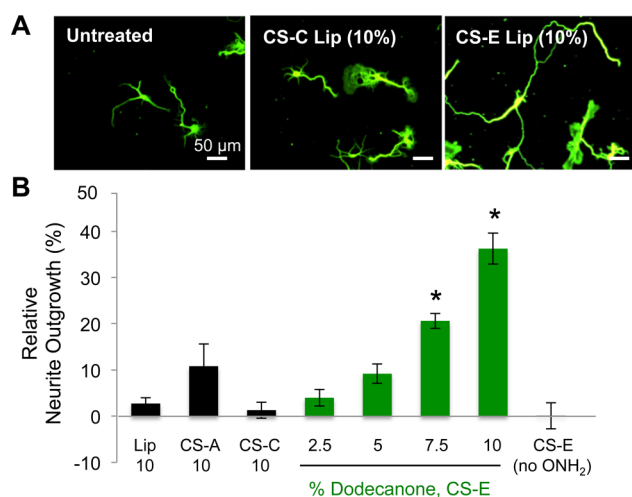 A
Untreated
CS-C Lip (10%)
CS-E Lip (10%)
50 µm
B
Relative
Neurite Outgrowth (%)
50
40
30
20
10
0
-10
*
*
Lip
10
CS-A
10
CS-C
10
2.5
5
7.5
10
CS-E
(no ONH₂)
% Dodecanone, CS-E